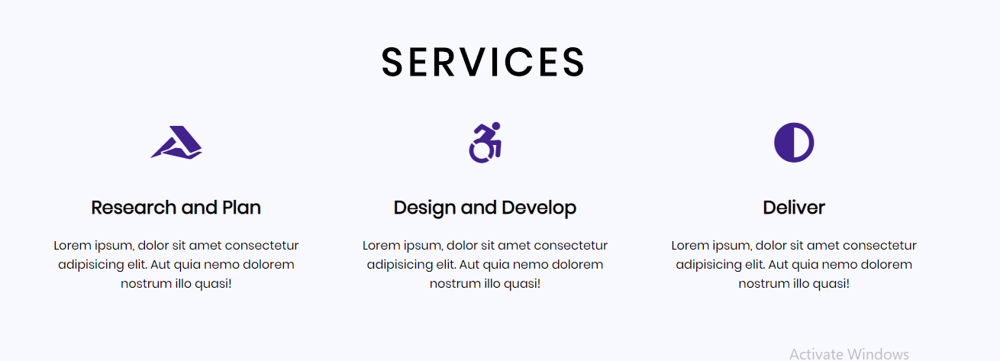 SERVICES
Research and Plan
Lorem ipsum, dolor sit amet consectetur
adipisicing elit. Aut quia nemo dolorem
nostrum illo quasi!
Design and Develop
Lorem ipsum, dolor sit amet consectetur
adipisicing elit. Aut quia nemo dolorem
nostrum illo quasi!
Deliver
Lorem ipsum, dolor sit amet consectetur
adipisicing elit. Aut quia nemo dolorem
nostrum illo quasi!
Activate Windows